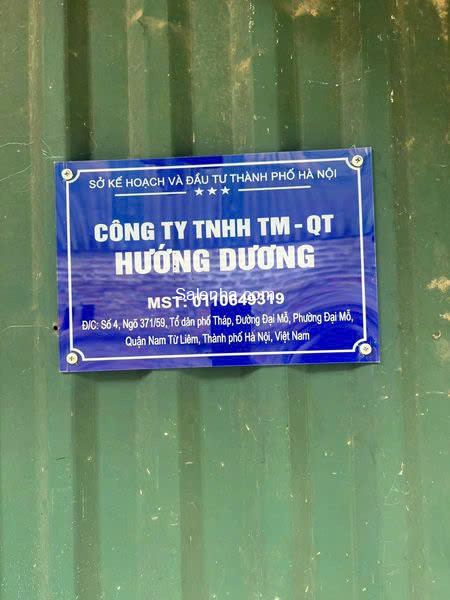 SỞ KẾ HOẠCH VÀ ĐẦU TƯ THÀNH PHỐ HÀ NỘI
CÔNG TY TNHH TM - QT
HƯỚNG DƯƠNG
Salenha.com
MST: 0110649319
Đ/C: Số 4, Ngõ 371/59, Tổ dân phố Tháp, Đường Đại Mỗ, Phường Đại Mỗ,
Quận Nam Từ Liêm, Thành phố Hà Nội, Việt Nam